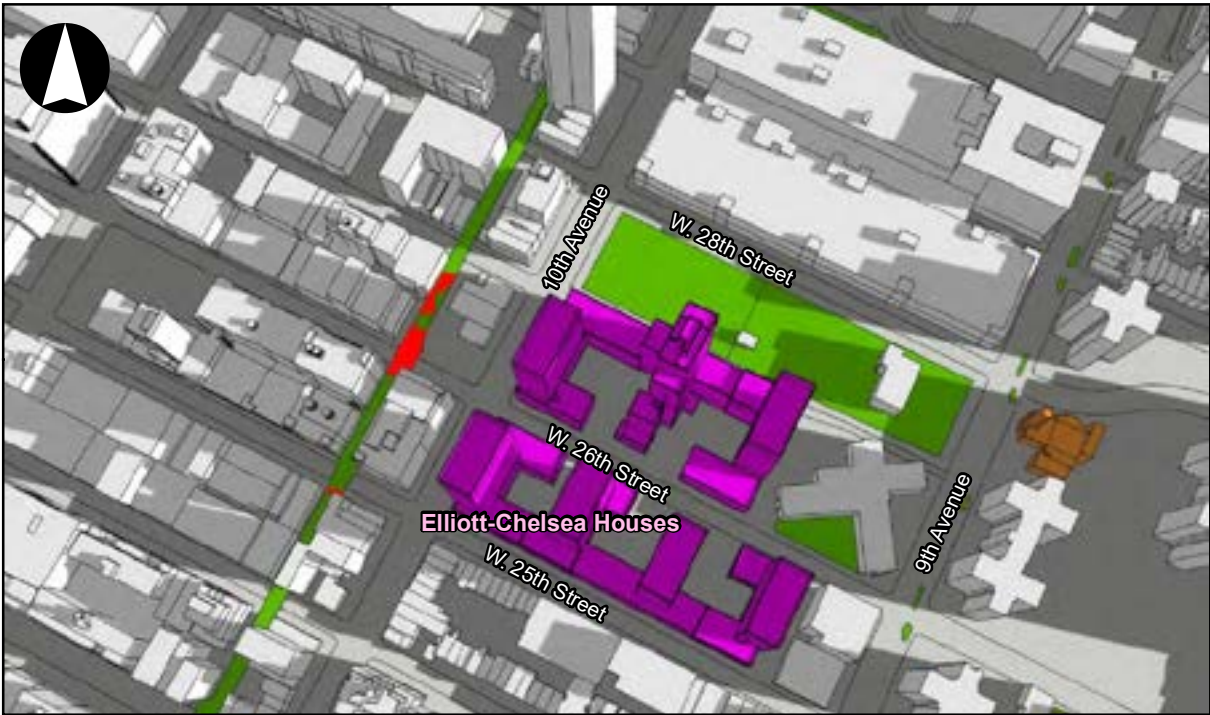 10th Avenue
W. 28th Street
W. 26th Street
Elliott-Chelsea Houses
9th Avenue
W. 25th Street